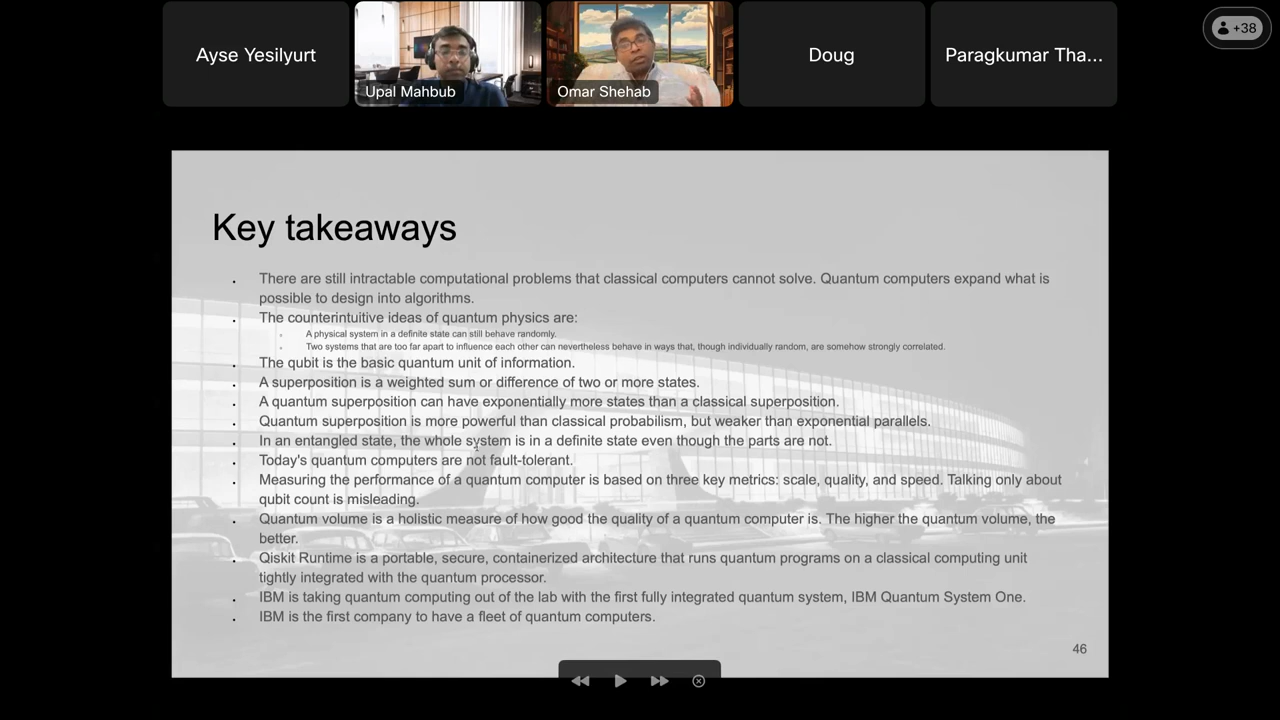 Ayse Yesilyurt
Upal Mahbub
Omar Shehab
Doug
Paragkumar Tha...
+38
Key takeaways
. There are still intractable computational problems that classical computers cannot solve. Quantum computers expand what is
possible to design into algorithms.
. The counterintuitive ideas of quantum physics are:
A physical system in a definite state can still behave randomly.
Two systems that are too far apart to influence each other can nevertheless behave in ways that, though individually random, are somehow strongly correlated.
. The qubit is the basic quantum unit of information.
. A superposition is a weighted sum or difference of two or more states.
. A quantum superposition can have exponentially more states than a classical superposition.
. Quantum superposition is more powerful than classical probabilism, but weaker than exponential parallels.
. In an entangled state, the whole system is in a definite state even though the parts are not.
. Today's quantum computers are not fault-tolerant.
. Measuring the performance of a quantum computer is based on three key metrics: scale, quality, and speed. Talking only about
qubit count is misleading.
. Quantum volume is a holistic measure of how good the quality of a quantum computer is. The higher the quantum volume, the
better.
. Qiskit Runtime is a portable, secure, containerized architecture that runs quantum programs on a classical computing unit
tightly integrated with the quantum processor.
. IBM is taking quantum computing out of the lab with the first fully integrated quantum system, IBM Quantum System One.
. IBM is the first company to have a fleet of quantum computers.
46